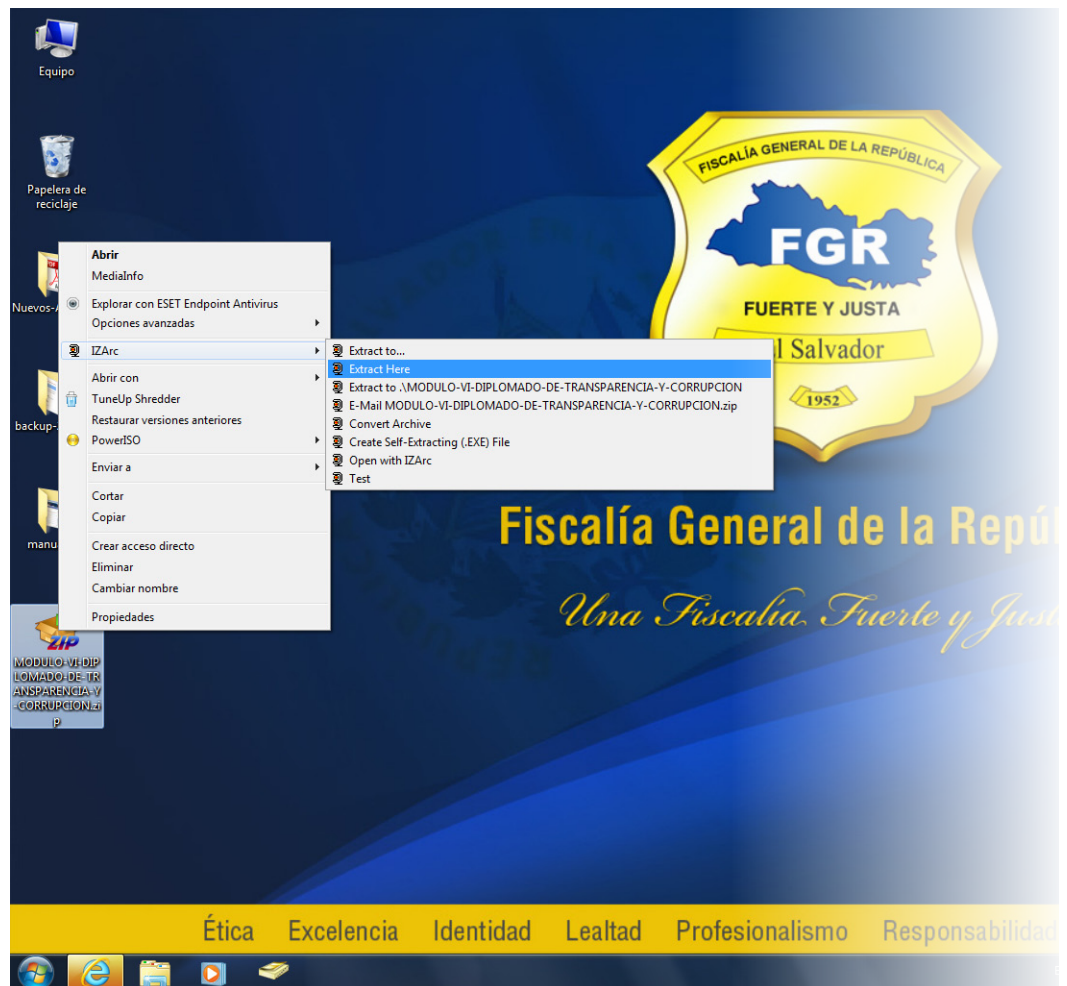 Equipo
Papelera de
reciclaje
Nuevos-
backup-
manu
ZIP
MODULO-VI-DIP
LOMADO-DE-TR
ANSPARENCIA-Y
-CORRUPCION.zi
p
Abrir
MediaInfo
Explorar con ESET Endpoint Antivirus
Opciones avanzadas
IZArc
Abrir con
TuneUp Shredder
Restaurar versiones anteriores
PowerISO
Enviar a
Cortar
Copiar
Crear acceso directo
Eliminar
Cambiar nombre
Propiedades
Extract to...
Extract Here
Extract to .\MODULO-VI-DIPLOMADO-DE-TRANSPARENCIA-Y-CORRUPCION
E-Mail MODULO-VI-DIPLOMADO-DE-TRANSPARENCIA-Y-CORRUPCION.zip
Convert Archive
Create Self-Extracting (.EXE) File
Open with IZArc
Test
FISCALÍA GENERAL DE LA REPÚBLICA
FGR
FUERTE Y JUSTA
l Salvador
1952
Fiscalía General de la Repúb
Una Fiscalía Fuerte y Justa
Ética Excelencia Identidad Lealtad Profesionalismo Responsabilidad